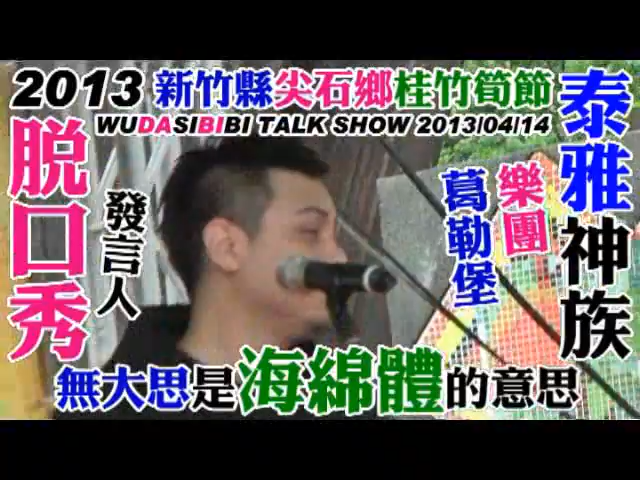 2013 新竹縣尖石鄉桂竹筍節
WUDASIBIBI TALK SHOW 2013/04/14
脫口秀
發言人
葛勒堡
樂團
泰雅神族
無大思是海綿體的意思